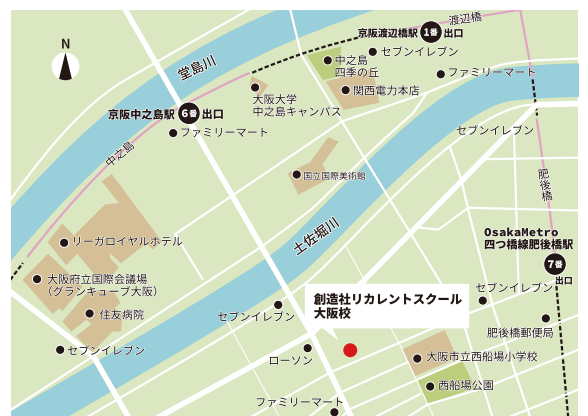 N
堂島川
京阪渡辺橋駅 1番 出口
渡辺橋
セブンイレブン
中之島
四季の丘
ファミリーマート
関西電力本店
大阪大学
中之島キャンパス
京阪中之島駅 6番 出口
ファミリーマート
セブンイレブン
中之島
国立国際美術館
肥後橋
土佐堀川
OsakaMetro
四つ橋線肥後橋駅
7番
出口
リーガロイヤルホテル
大阪府立国際会議場
(グランキューブ大阪)
住友病院
セブンイレブン
セブンイレブン
創造社リカレントスクール
大阪校
セブンイレブン
肥後橋郵便局
ローソン
大阪市立西船場小学校
西船場公園
ファミリーマート